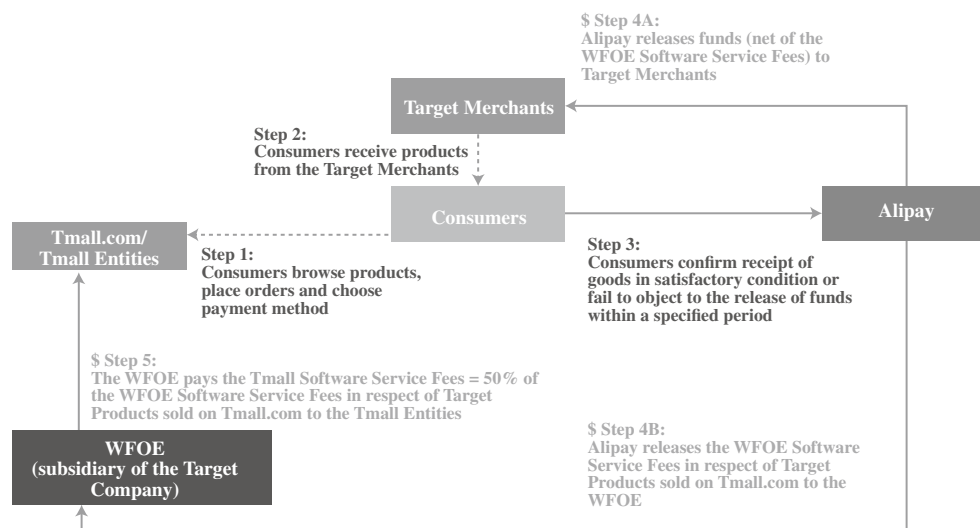 $ Step 4A:
Alipay releases funds (net of the
WFOE Software Service Fees) to
Target Merchants
Target Merchants
Step 2:
Consumers receive products
from the Target Merchants
Consumers
Alipay
Tmall.com/
Tmall Entities
Step 1:
Consumers browse products,
place orders and choose
payment method
Step 3:
Consumers confirm receipt of
goods in satisfactory condition or
fail to object to the release of funds
within a specified period
$ Step 5:
The WFOE pays the Tmall Software Service Fees = 50% of
the WFOE Software Service Fees in respect of Target
Products sold on Tmall.com to the Tmall Entities
WFOE
(subsidiary of the Target
Company)
$ Step 4B:
Alipay releases the WFOE Software
Service Fees in respect of Target
Products sold on Tmall.com to the
WFOE